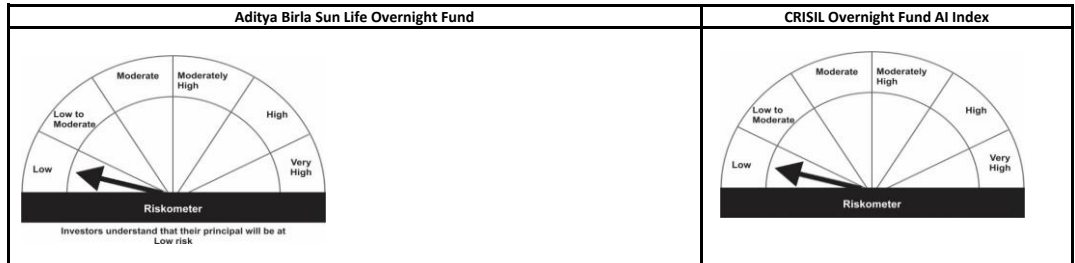 Aditya Birla Sun Life Overnight Fund
CRISIL Overnight Fund AI Index
Moderate
Moderately
High
Low to
Moderate
High
Low
Very
High
Riskometer
Investors understand that their principal will be at
Low risk
Moderate
Moderately
High
Low to
Moderate
High
Low
Very
High
Riskometer